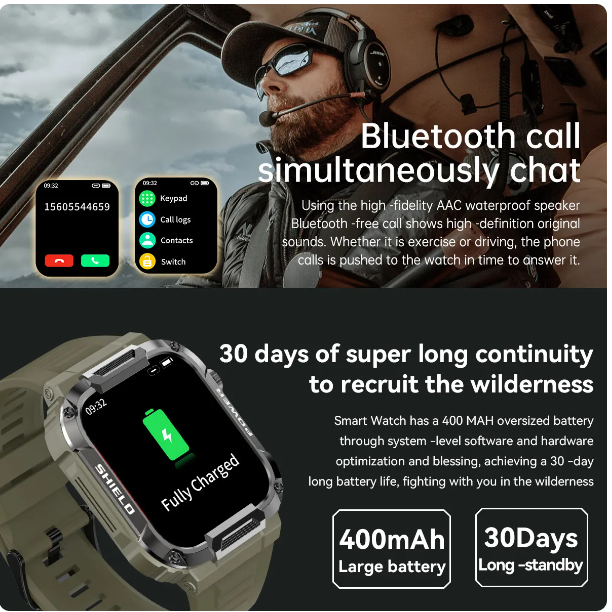 Bluetooth call
simultaneously chat
Using the high -fidelity AAC waterproof speaker
Bluetooth -free call shows high -definition original
sounds. Whether it is exercise or driving, the phone
calls is pushed to the watch in time to answer it.
09:32
15605544659
09:32
Keypad
Call logs
Contacts
Switch
30 days of super long continuity
to recruit the wilderness
Smart Watch has a 400 MAH oversized battery
through system -level software and hardware
optimization and blessing, achieving a 30 -day
long battery life, fighting with you in the wilderness
09:32
Fully Charged
SHIELD
POWER
400mAh
Large battery
30Days
Long -standby